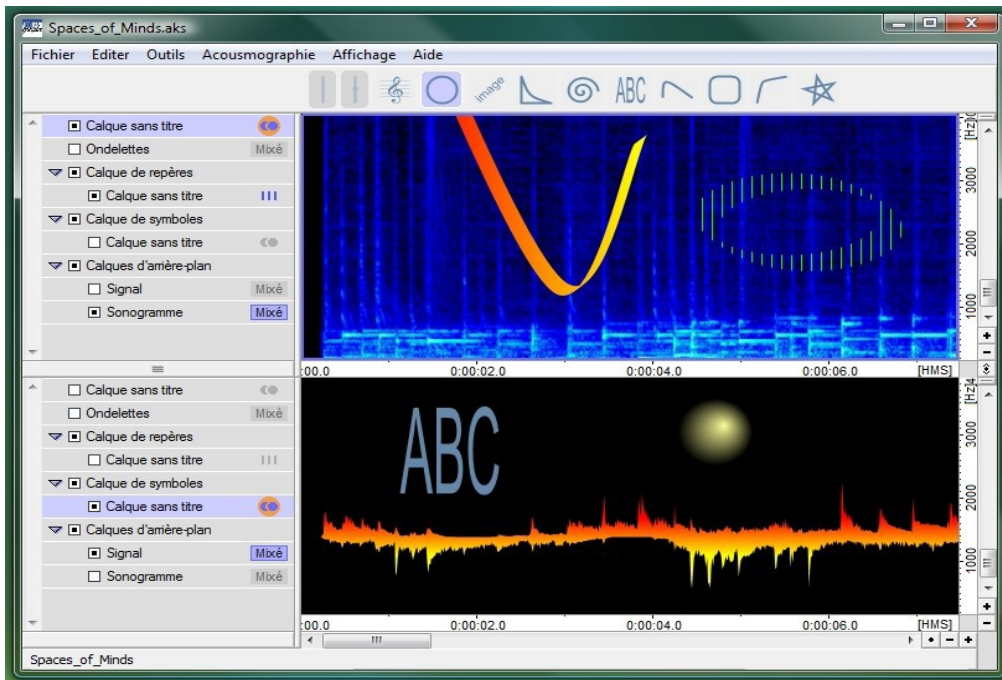 Spaces_of_Minds.aks
Fichier Editer Outils Acousmographie Affichage Aide
image ABC
Calque sans titre
Ondelettes Mixé
Calque de repères
Calque sans titre
Calque de symboles
Calque sans titre
Calques d'arrière-plan
Signal Mixé
Sonogramme Mixé
[Hz]
3000
2000
1000
:00.0 0:00:02.0 0:00:04.0 0:00:06.0 [HMS]
Calque sans titre
Ondelettes Mixé
Calque de repères
Calque sans titre
Calque de symboles
Calque sans titre
Calques d'arrière-plan
Signal Mixé
Sonogramme Mixé
ABC
[Hz]
3000
2000
1000
:00.0 0:00:02.0 0:00:04.0 0:00:06.0 [HMS]
Spaces_of_Minds